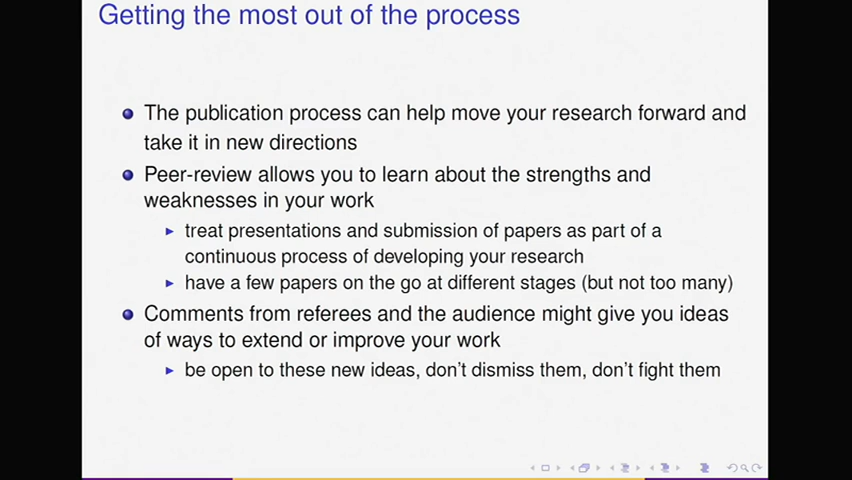 Getting the most out of the process
The publication process can help move your research forward and
take it in new directions
Peer-review allows you to learn about the strengths and
weaknesses in your work
treat presentations and submission of papers as part of a
continuous process of developing your research
have a few papers on the go at different stages (but not too many)
Comments from referees and the audience might give you ideas
of ways to extend or improve your work
be open to these new ideas, don't dismiss them, don't fight them